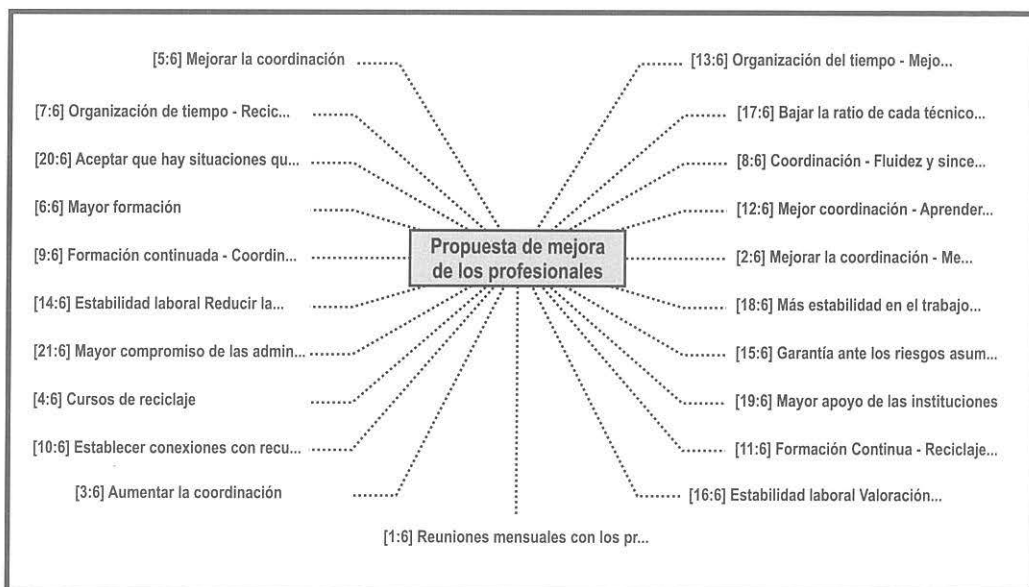 [5:6] Mejorar la coordinación
[13:6] Organización del tiempo - Mejo...
[7:6] Organización de tiempo - Recic...
[17:6] Bajar la ratio de cada técnico...
[20:6] Aceptar que hay situaciones qu...
[8:6] Coordinación - Fluidez y since...
[6:6] Mayor formación
[12:6] Mejor coordinación - Aprender...
Propuesta de mejora
de los profesionales
[9:6] Formación continuada - Coordin...
[2:6] Mejorar la coordinación - Me...
[14:6] Estabilidad laboral Reducir la...
[18:6] Más estabilidad en el trabajo...
[21:6] Mayor compromiso de las admin...
[15:6] Garantía ante los riesgos asum...
[4:6] Cursos de reciclaje
[19:6] Mayor apoyo de las instituciones
[10:6] Establecer conexiones con recu...
[11:6] Formación Continua - Reciclaje...
[3:6] Aumentar la coordinación
[16:6] Estabilidad laboral Valoración...
[1:6] Reuniones mensuales con los pr...